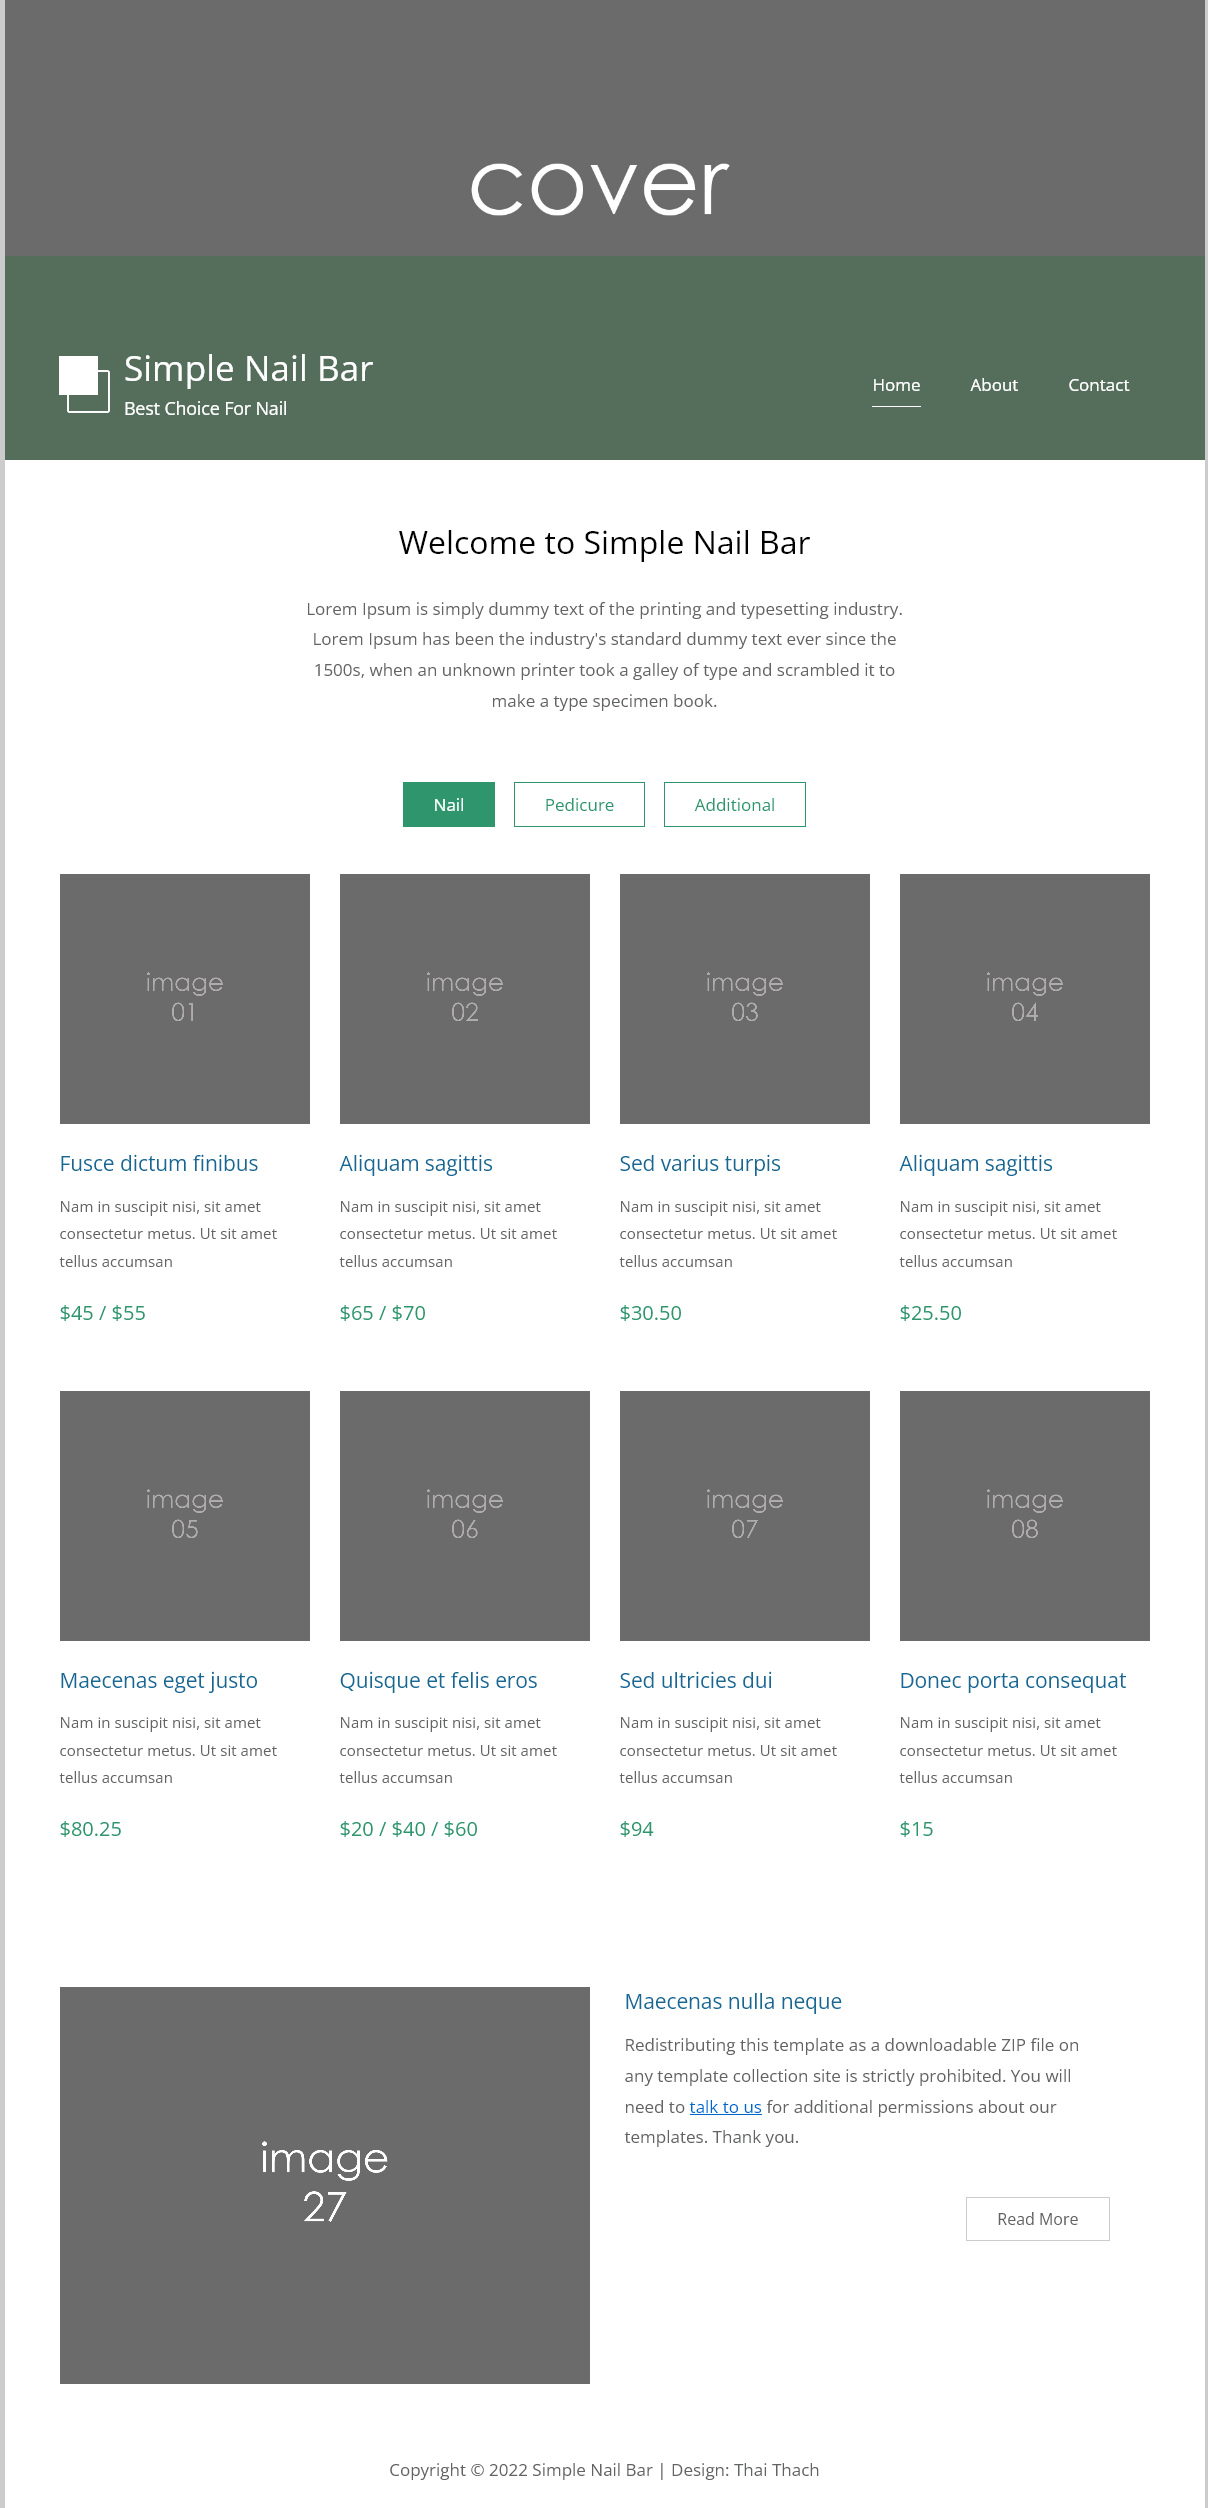 cover
Simple Nail Bar
Best Choice For Nail
Home About Contact
Welcome to Simple Nail Bar
Lorem Ipsum is simply dummy text of the printing and typesetting industry.
Lorem Ipsum has been the industry's standard dummy text ever since the
1500s, when an unknown printer took a galley of type and scrambled it to
make a type specimen book.
Nail Pedicure Additional
image
01
image
02
image
03
image
04
Fusce dictum finibus
Nam in suscipit nisi, sit amet
consectetur metus. Ut sit amet
tellus accumsan
$45 / $55
Aliquam sagittis
Nam in suscipit nisi, sit amet
consectetur metus. Ut sit amet
tellus accumsan
$65 / $70
Sed varius turpis
Nam in suscipit nisi, sit amet
consectetur metus. Ut sit amet
tellus accumsan
$30.50
Aliquam sagittis
Nam in suscipit nisi, sit amet
consectetur metus. Ut sit amet
tellus accumsan
$25.50
image
05
image
06
image
07
image
08
Maecenas eget justo
Nam in suscipit nisi, sit amet
consectetur metus. Ut sit amet
tellus accumsan
$80.25
Quisque et felis eros
Nam in suscipit nisi, sit amet
consectetur metus. Ut sit amet
tellus accumsan
$20 / $40 / $60
Sed ultricies dui
Nam in suscipit nisi, sit amet
consectetur metus. Ut sit amet
tellus accumsan
$94
Donec porta consequat
Nam in suscipit nisi, sit amet
consectetur metus. Ut sit amet
tellus accumsan
$15
image
27
Maecenas nulla neque
Redistributing this template as a downloadable ZIP file on
any template collection site is strictly prohibited. You will
need to talk to us for additional permissions about our
templates. Thank you.
Read More
Copyright © 2022 Simple Nail Bar | Design: Thai Thach